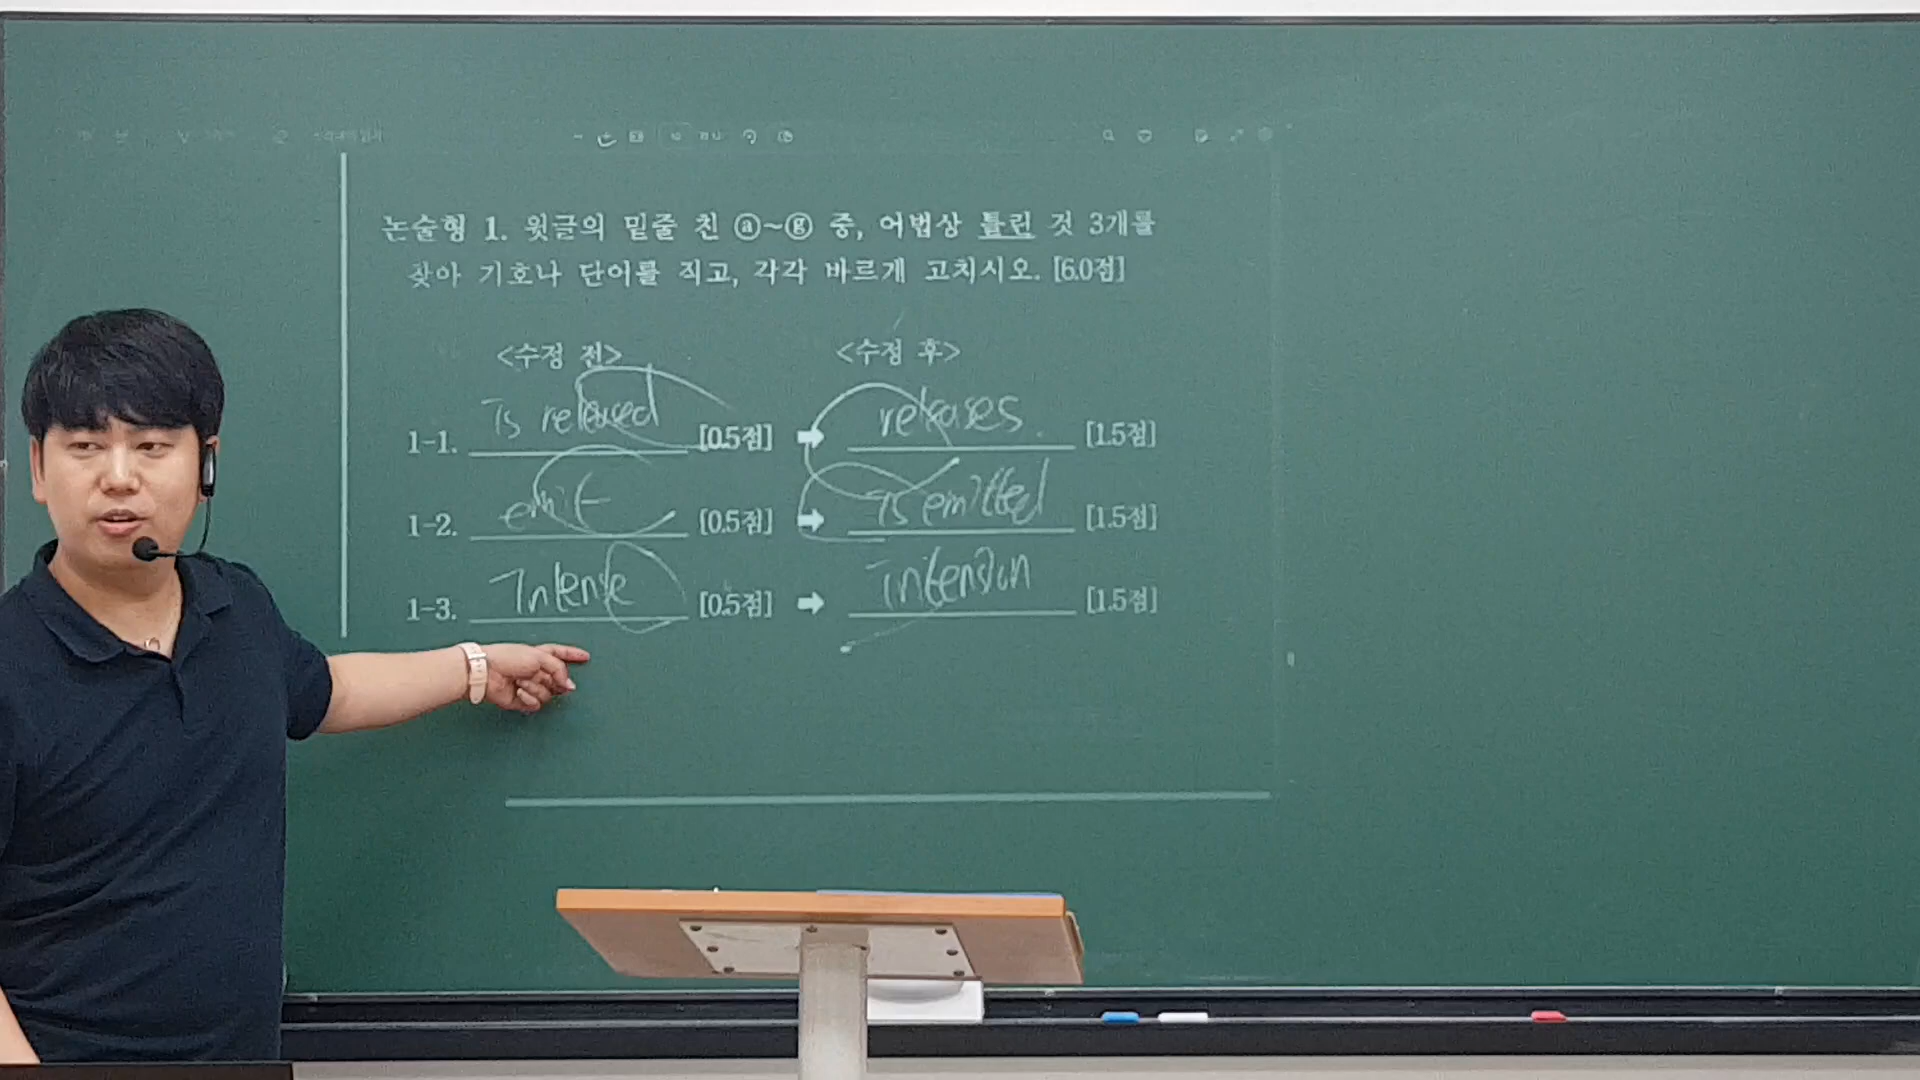 논술형 1. 윗글의 밑줄 친 ⓐ~ⓖ 중, 어법상 틀린 것 3개를
찾아 기호나 단어를 적고, 각각 바르게 고치시오. [6.0점]
<수정 전> <수정 후>
1-1. is released [0.5점] ➡ releases [1.5점]
1-2. emit [0.5점] ➡ is emitted [1.5점]
1-3. Intense [0.5점] ➡ intension [1.5점]